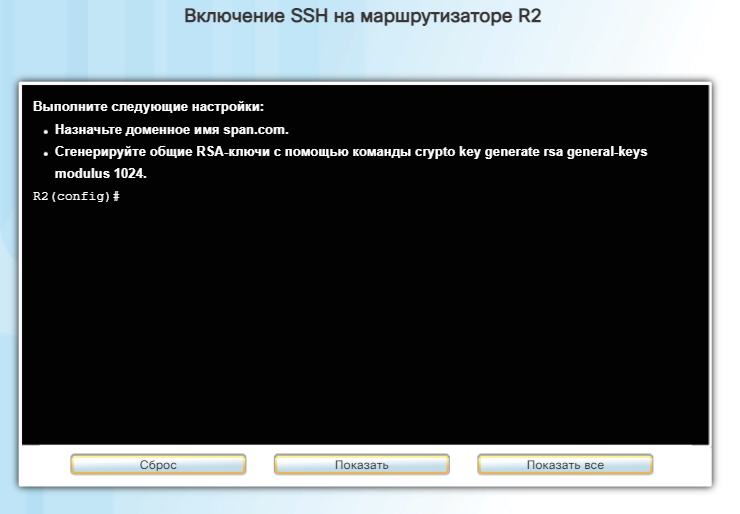 Включение SSH на маршрутизаторе R2
Выполните следующие настройки:
• Назначьте доменное имя span.com.
• Сгенерируйте общие RSA-ключи с помощью команды crypto key generate rsa general-keys
modulus 1024.
R2(config)#
Сброс
Показать
Показать все